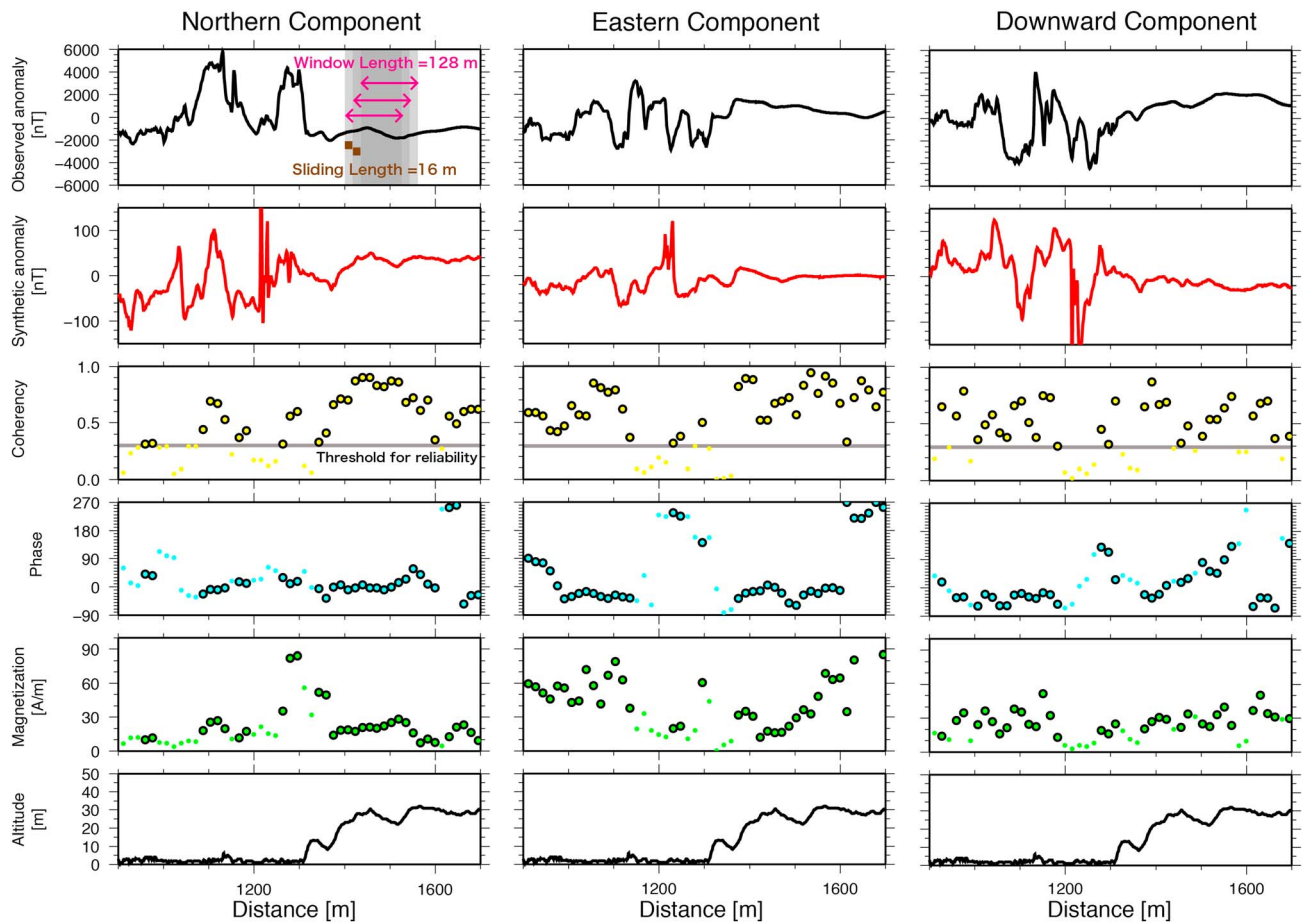 Northern Component
Eastern Component
Downward Component
Observed anomaly
[nT]
6000
4000
2000
0
−2000
−4000
−6000
Window Length =128 m
Sliding Length =16 m
Synthetic anomaly
[nT]
100
0
−100
Coherency
1.0
0.5
0.0
Threshold for reliability
Phase
270
180
90
0
−90
Magnetization
[A/m]
90
60
30
0
Altitude
[m]
50
40
30
20
10
0
1200
1600
1200
1600
1200
1600
Distance [m]
Distance [m]
Distance [m]